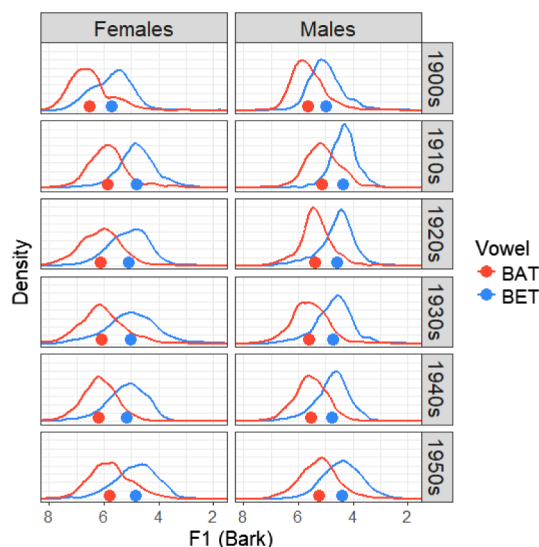 Females Males
1900s
1910s
1920s
1930s
1940s
1950s
Density
8 6 4 2 8 6 4 2
F1 (Bark)
Vowel
BAT
BET